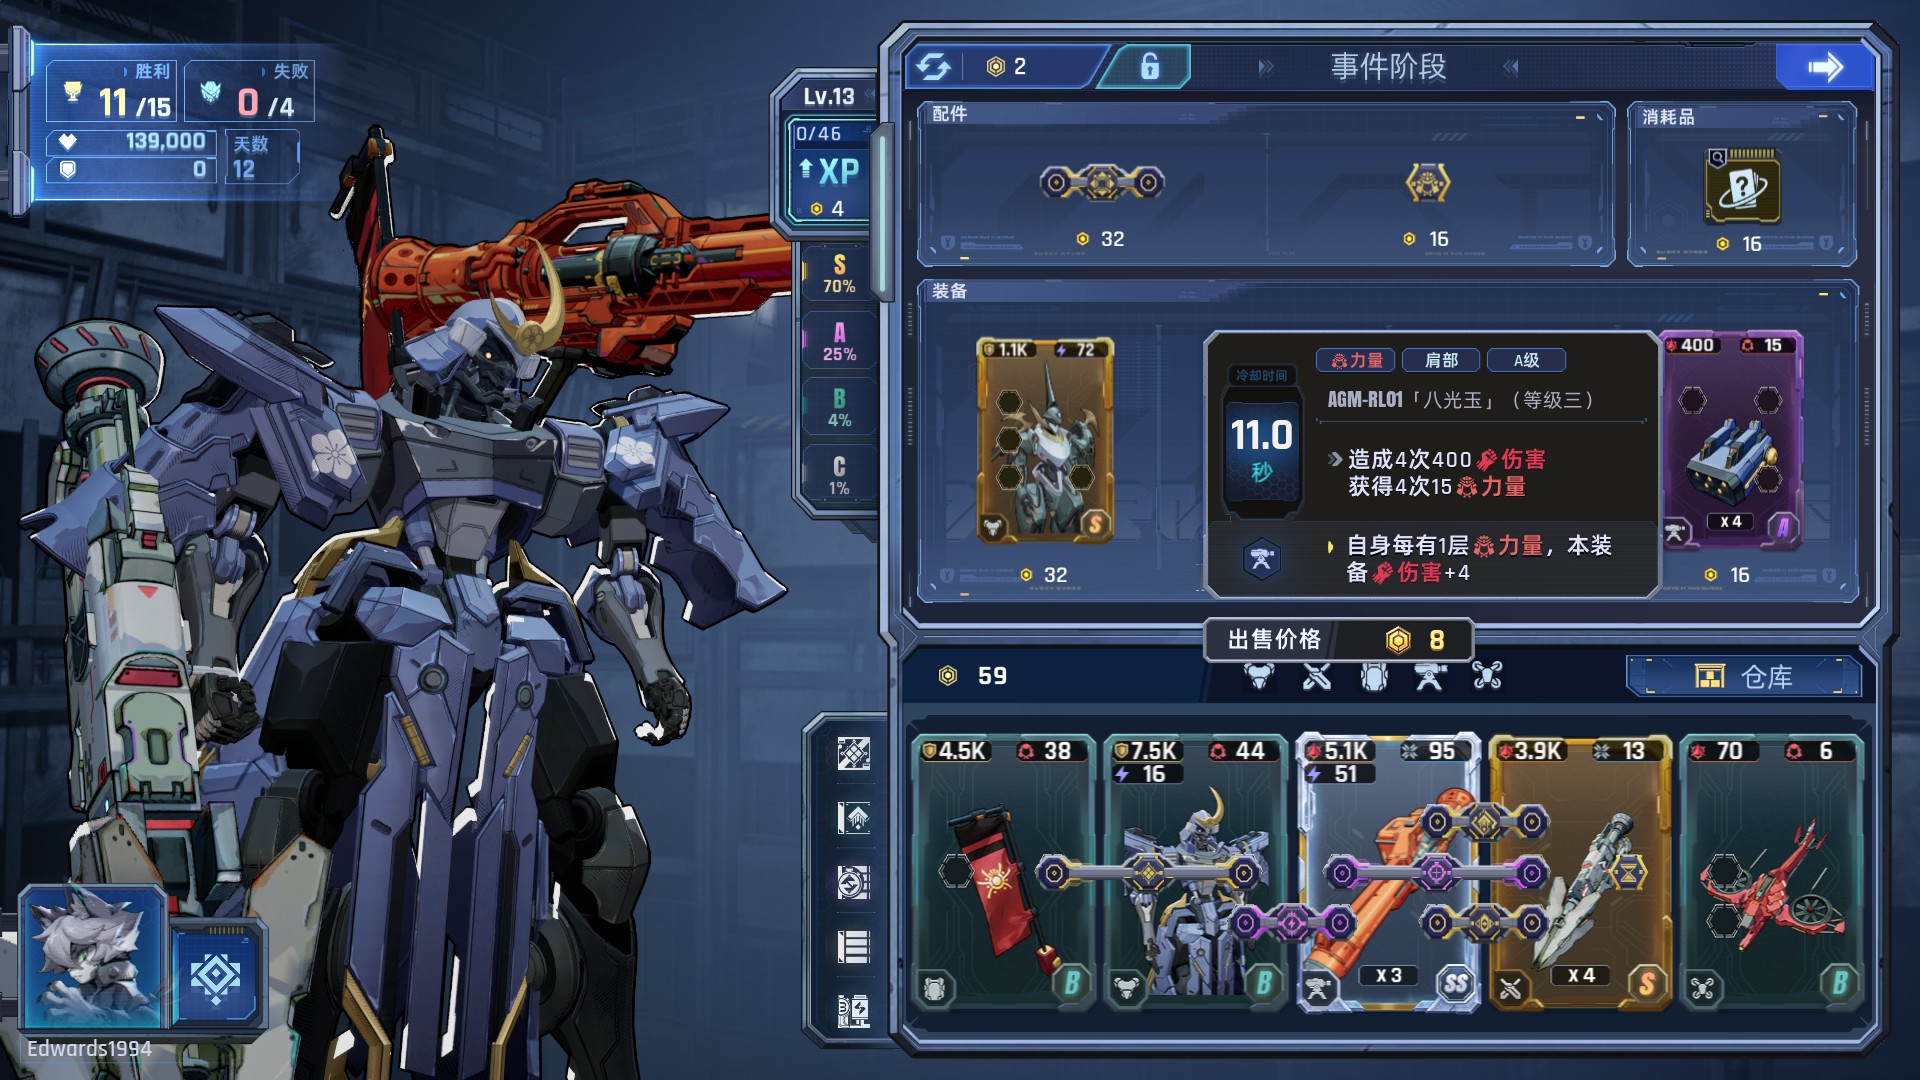 胜利
11/15
失败
0/4
139,000
0
天数
12
Lv.13
0/46
XP
4
S
70%
A
25%
B
4%
C
1%
2
事件阶段
配件
32
16
消耗品
16
装备
1.1K
72
S
32
冷却时间
11.0
秒
力量
肩部
A级
AGM-RL01「八光玉」（等级三）
造成4次400伤害
获得4次15力量
自身每有1层力量，本装
备伤害+4
400
15
X4
A
16
出售价格
8
59
仓库
4.5K
38
B
7.5K
44
16
B
5.1K
95
51
X3
SS
3.9K
13
X4
S
70
6
B
Edwards1994